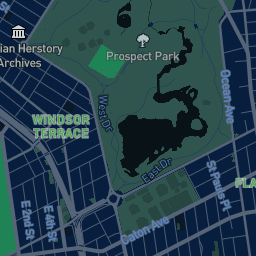 ian Herstory
Archives
Prospect Park
Ocean Ave
West Dr
WINDSOR
TERRACE
East Dr
St. Pauls Pl
FLA
E 2nd St
E 4th St
Caton Ave